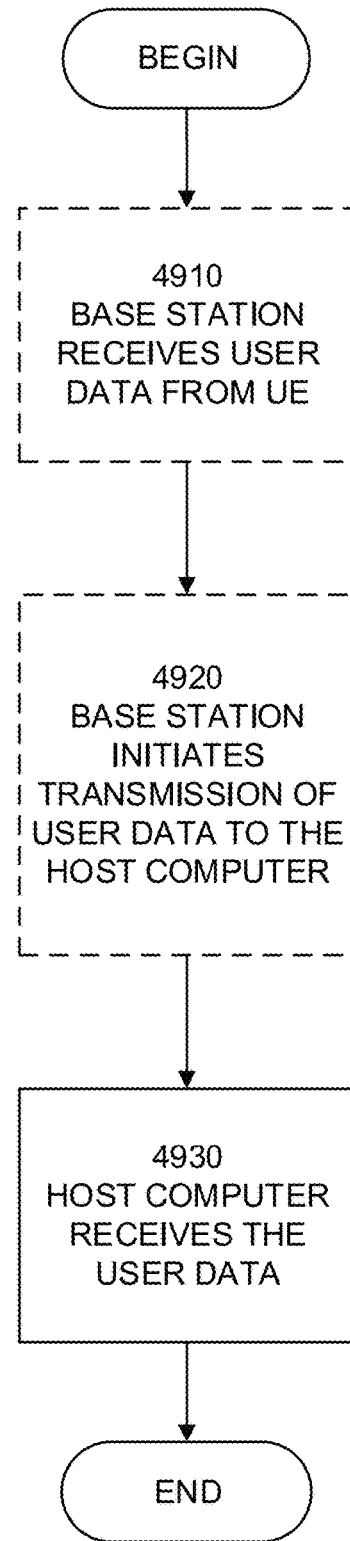 BEGIN
4910
BASE STATION
RECEIVES USER
DATA FROM UE
4920
BASE STATION
INITIATES
TRANSMISSION OF
USER DATA TO THE
HOST COMPUTER
4930
HOST COMPUTER
RECEIVES THE
USER DATA
END